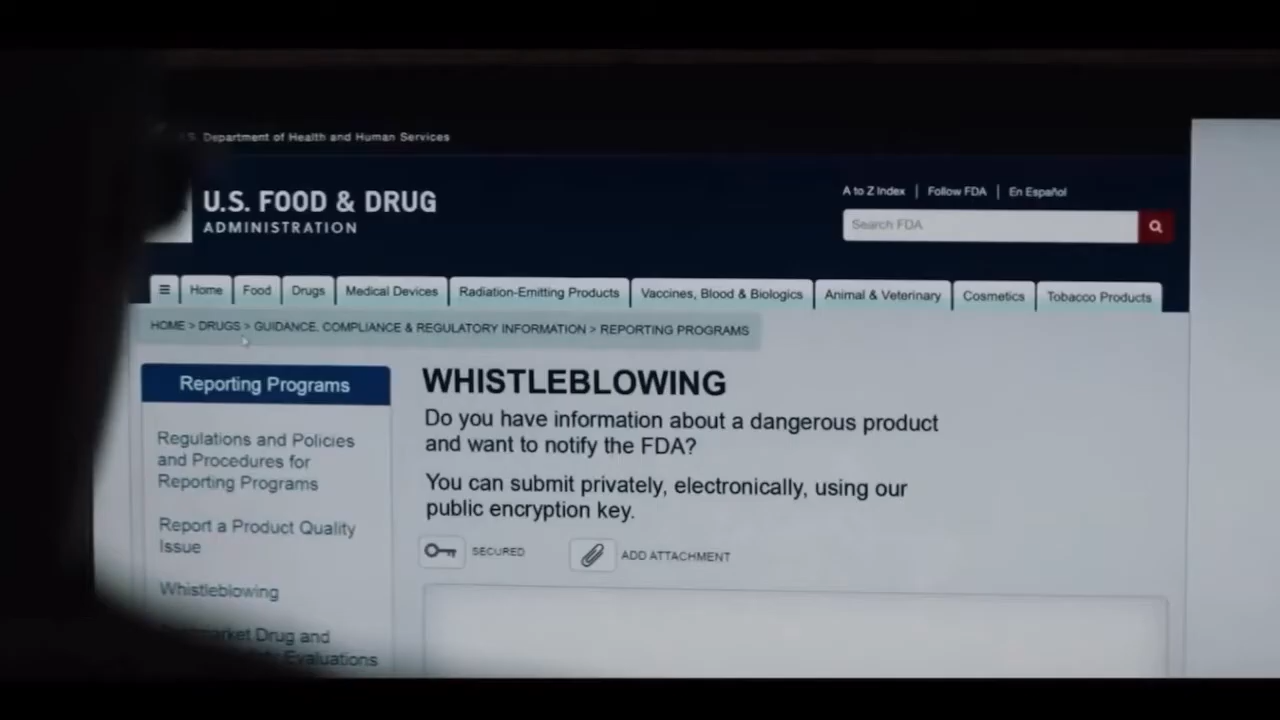 Department of Health and Human Services
U.S. FOOD & DRUG
ADMINISTRATION
A to Z Index | Follow FDA | En Español
Search FDA
Home Food Drugs Medical Devices Radiation-Emitting Products Vaccines, Blood & Biologics Animal & Veterinary Cosmetics Tobacco Products
HOME > DRUGS > GUIDANCE, COMPLIANCE & REGULATORY INFORMATION > REPORTING PROGRAMS
Reporting Programs
Regulations and Policies
and Procedures for
Reporting Programs
Report a Product Quality
Issue
Whistleblowing
Drug and
Evaluations
WHISTLEBLOWING
Do you have information about a dangerous product
and want to notify the FDA?
You can submit privately, electronically, using our
public encryption key.
SECURED
ADD ATTACHMENT